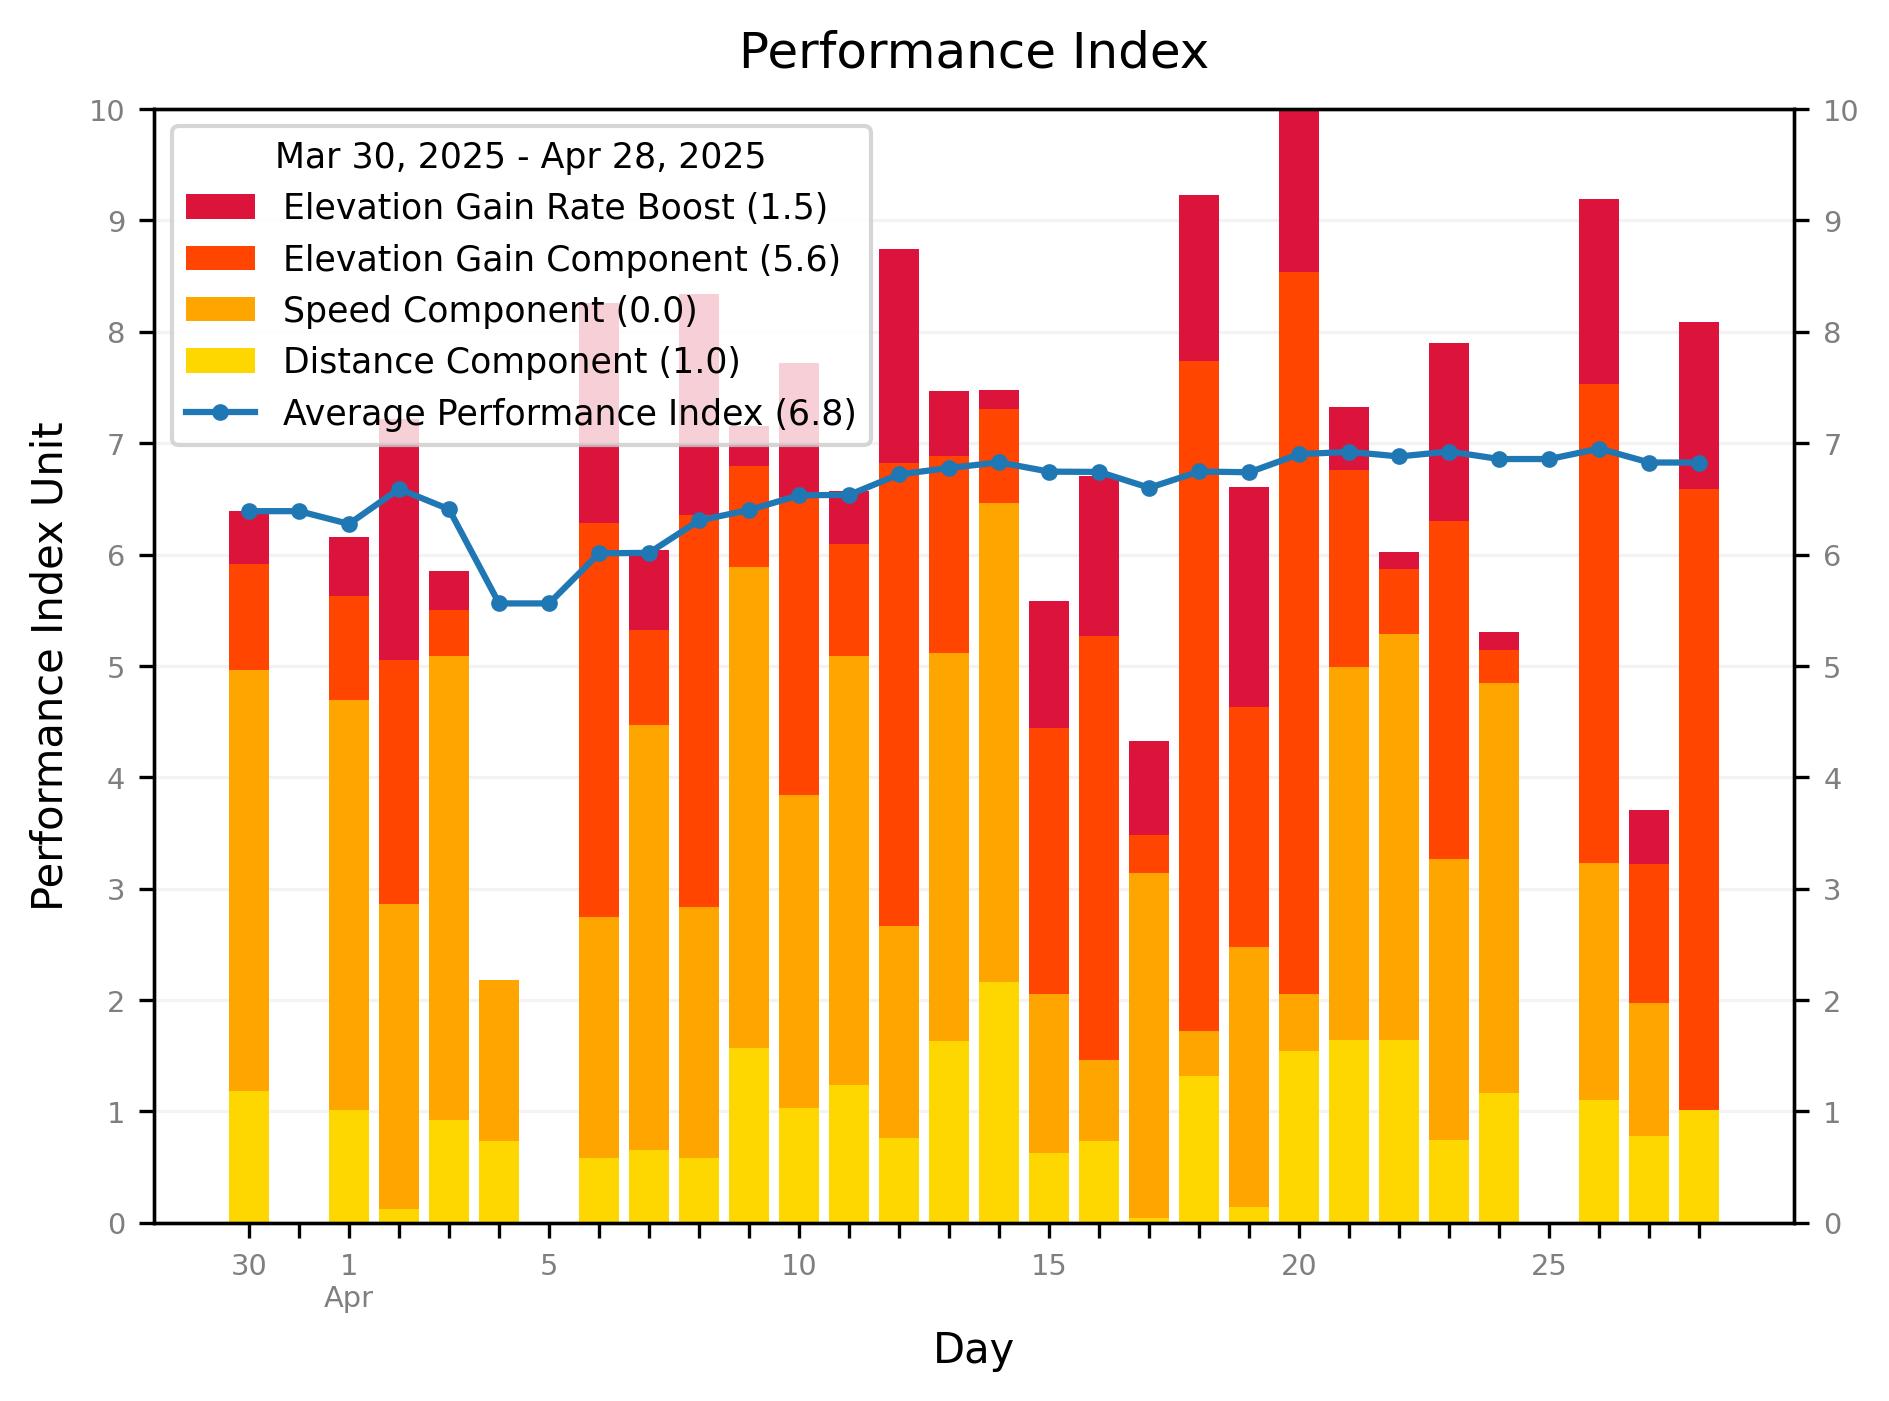 Performance Index
10
9
8
7
6
5
4
3
2
1
0
Performance Index Unit
Mar 30, 2025 - Apr 28, 2025
Elevation Gain Rate Boost (1.5)
Elevation Gain Component (5.6)
Speed Component (0.0)
Distance Component (1.0)
Average Performance Index (6.8)
10
9
8
7
6
5
4
3
2
1
0
30 1 5 10 15 20 25
Apr
Day